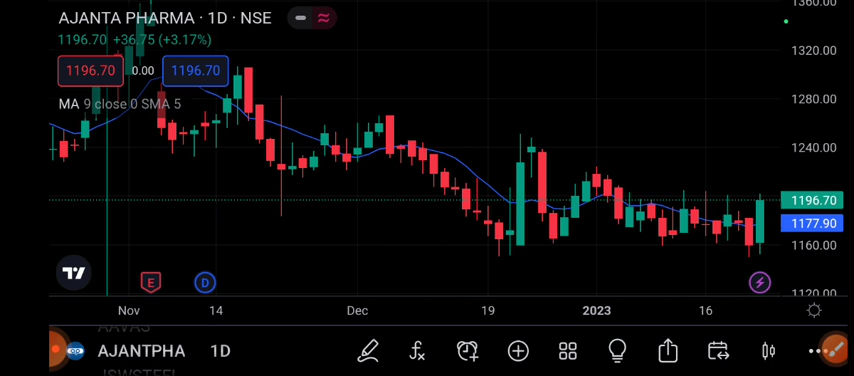 AJANTA PHARMA · 1D · NSE
1196.70 +36.75 (+3.17%)
1196.70 0.00 1196.70
MA 9 close 0 SMA 5
1360.00
1320.00
1280.00
1240.00
1196.70
1177.90
1160.00
1120.00
E D
Nov 14 Dec 19 2023 16
AAVAS
AJANTPHA 1D
JSWSTEEL